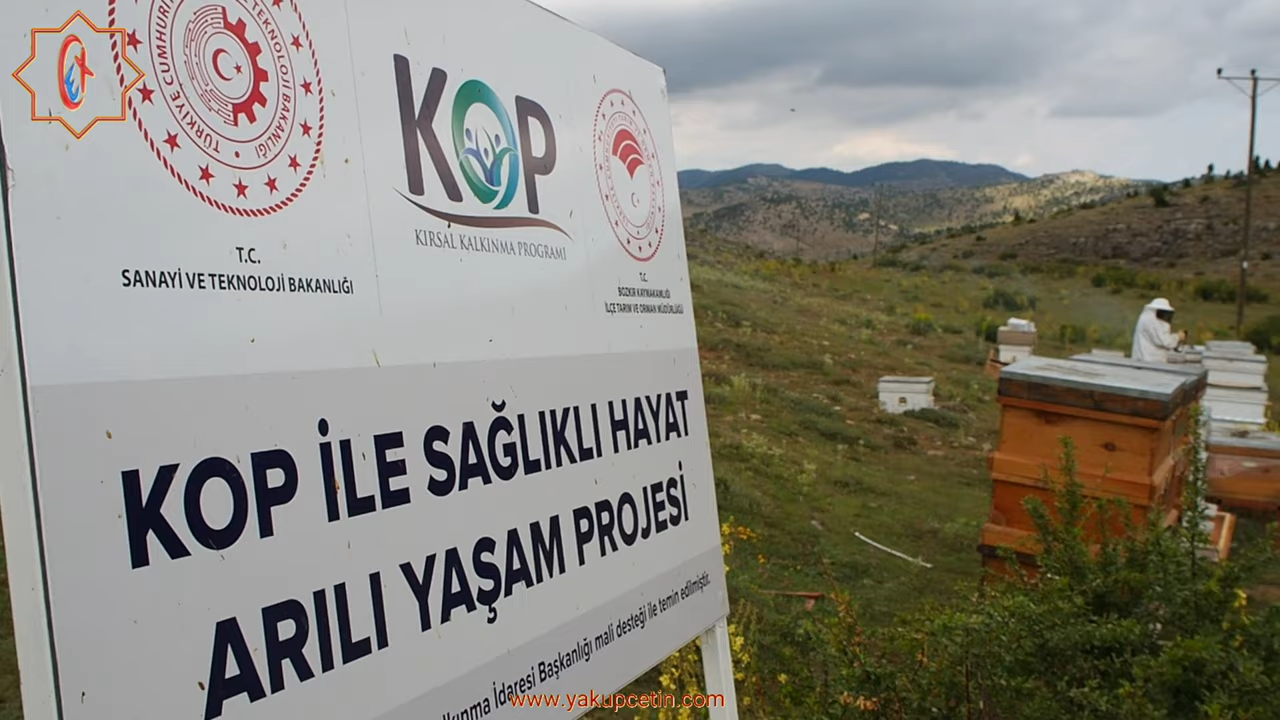 TÜRKİYE CUMHURİYETİ TEKNOLOJİ BAKANLIĞI
T.C.
SANAYİ VE TEKNOLOJİ BAKANLIĞI
KOP
KIRSAL KALKINMA PROGRAMI
T.C.
BOZKIR KAYMAKAMLIĞI
İLÇE TARIM VE ORMAN MÜDÜRLÜĞÜ
KOP İLE SAĞLIKLI HAYAT
ARILI YAŞAM PROJESİ
İdaresi Başkanlığı mali desteği ile temin edilmiştir.
www.yakupcetin.com